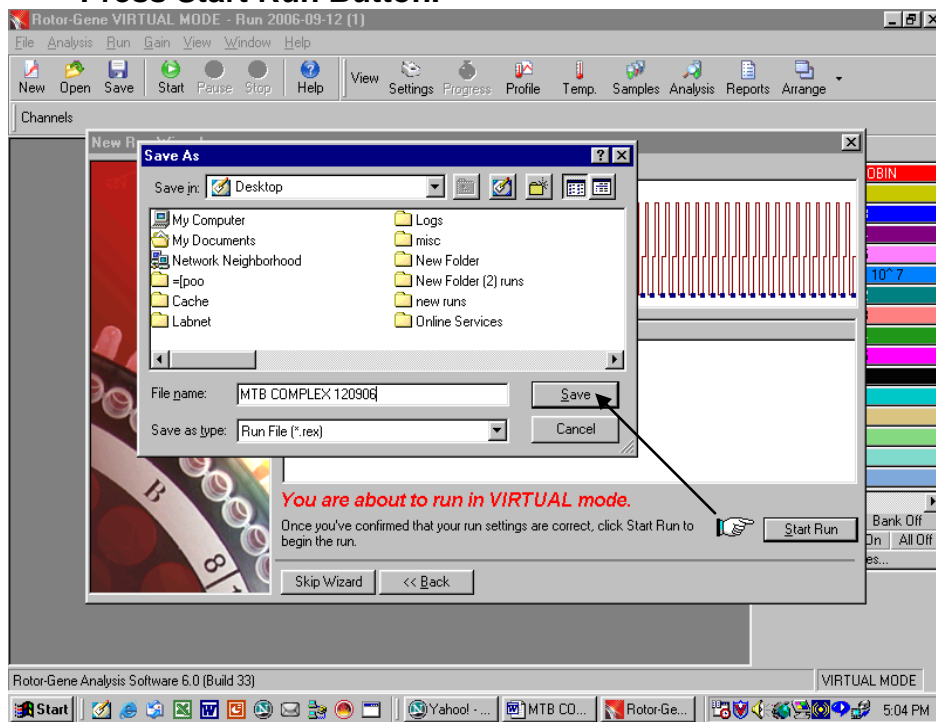 Press Start Run Button.
Rotor-Gene VIRTUAL MODE - Run 2006-09-12 (1)
File Analysis Run Gain View Window Help
New Open Save Start Pause Stop Help View Settings Progress Profile Temp. Samples Analysis Reports Arrange
Channels
Save As
Save in: Desktop
My Computer Logs
My Documents misc
Network Neighborhood New Folder
=[poo New Folder (2) runs
Cache new runs
Labnet Online Services
File name: MTB COMPLEX 120906 Save
Save as type: Run File (*.rex) Cancel
OBIN
10^7
B
8
1
You are about to run in VIRTUAL mode.
Once you've confirmed that your run settings are correct, click Start Run to
begin the run.
Start Run
Bank Off
On All Off
es...
Skip Wizard << Back
Rotor-Gene Analysis Software 6.0 (Build 33) VIRTUAL MODE
Start Yahoo! - ... MTB CO... Rotor-Ge... 5:04 PM